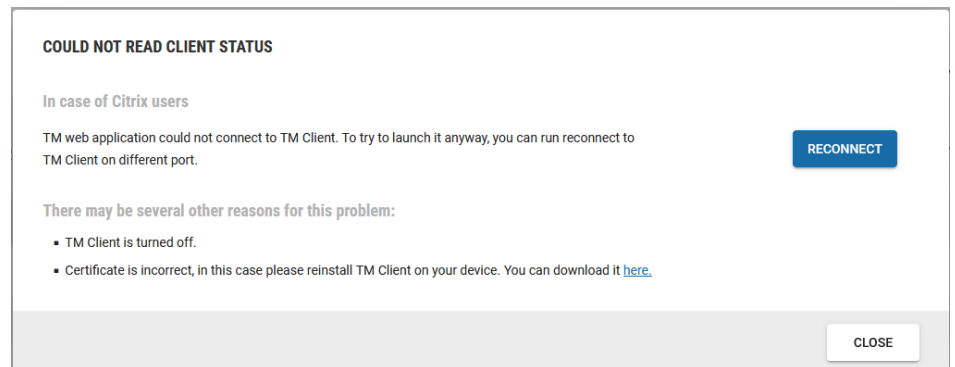 COULD NOT READ CLIENT STATUS
In case of Citrix users
TM web application could not connect to TM Client. To try to launch it anyway, you can run reconnect to
TM Client on different port.
RECONNECT
There may be several other reasons for this problem:
▪ TM Client is turned off.
▪ Certificate is incorrect, in this case please reinstall TM Client on your device. You can download it here.
CLOSE